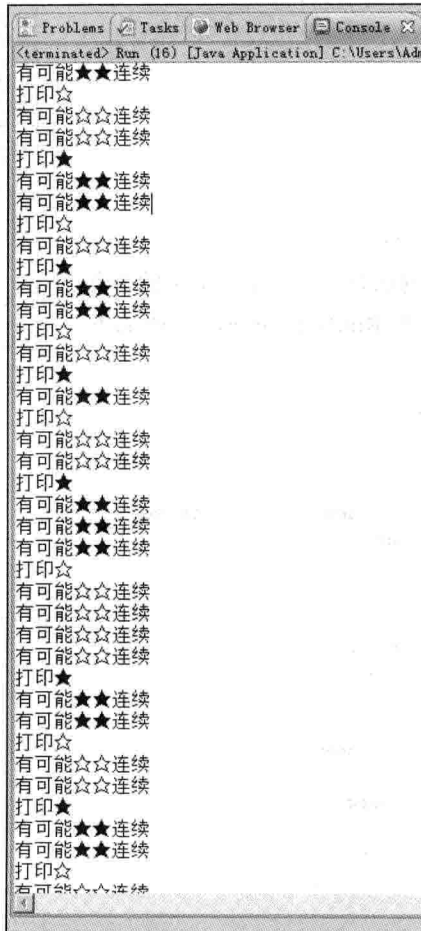 Problems Tasks Web Browser Console
<terminated> Run (16) [Java Application] C:\Users\Adm
有可能★★连续
打印☆
有可能☆☆连续
有可能☆☆连续
打印★
有可能★★连续
有可能★★连续
打印☆
有可能☆☆连续
打印★
有可能★★连续
有可能★★连续
打印☆
有可能☆☆连续
打印★
有可能★★连续
打印☆
有可能☆☆连续
有可能☆☆连续
打印★
有可能★★连续
有可能★★连续
有可能★★连续
打印☆
有可能☆☆连续
有可能☆☆连续
有可能☆☆连续
有可能☆☆连续
打印★
有可能★★连续
有可能★★连续
打印☆
有可能☆☆连续
有可能☆☆连续
打印★
有可能★★连续
有可能★★连续
打印☆
有可能☆☆连续